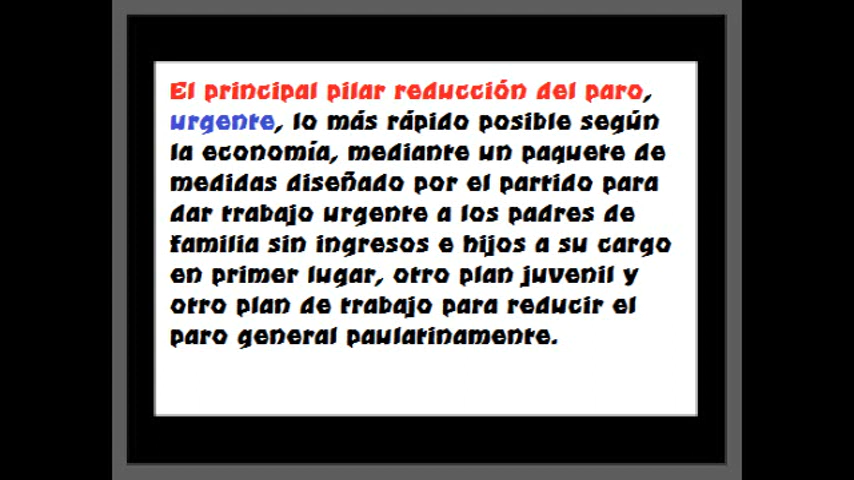 El principal pilar reducción del paro,
urgente, lo más rápido posible según
la economía, mediante un paquete de
medidas diseñado por el partido para
dar trabajo urgente a los padres de
familia sin ingresos e hijos a su cargo
en primer lugar, otro plan juvenil y
otro plan de trabajo para reducir el
paro general paulatinamente.